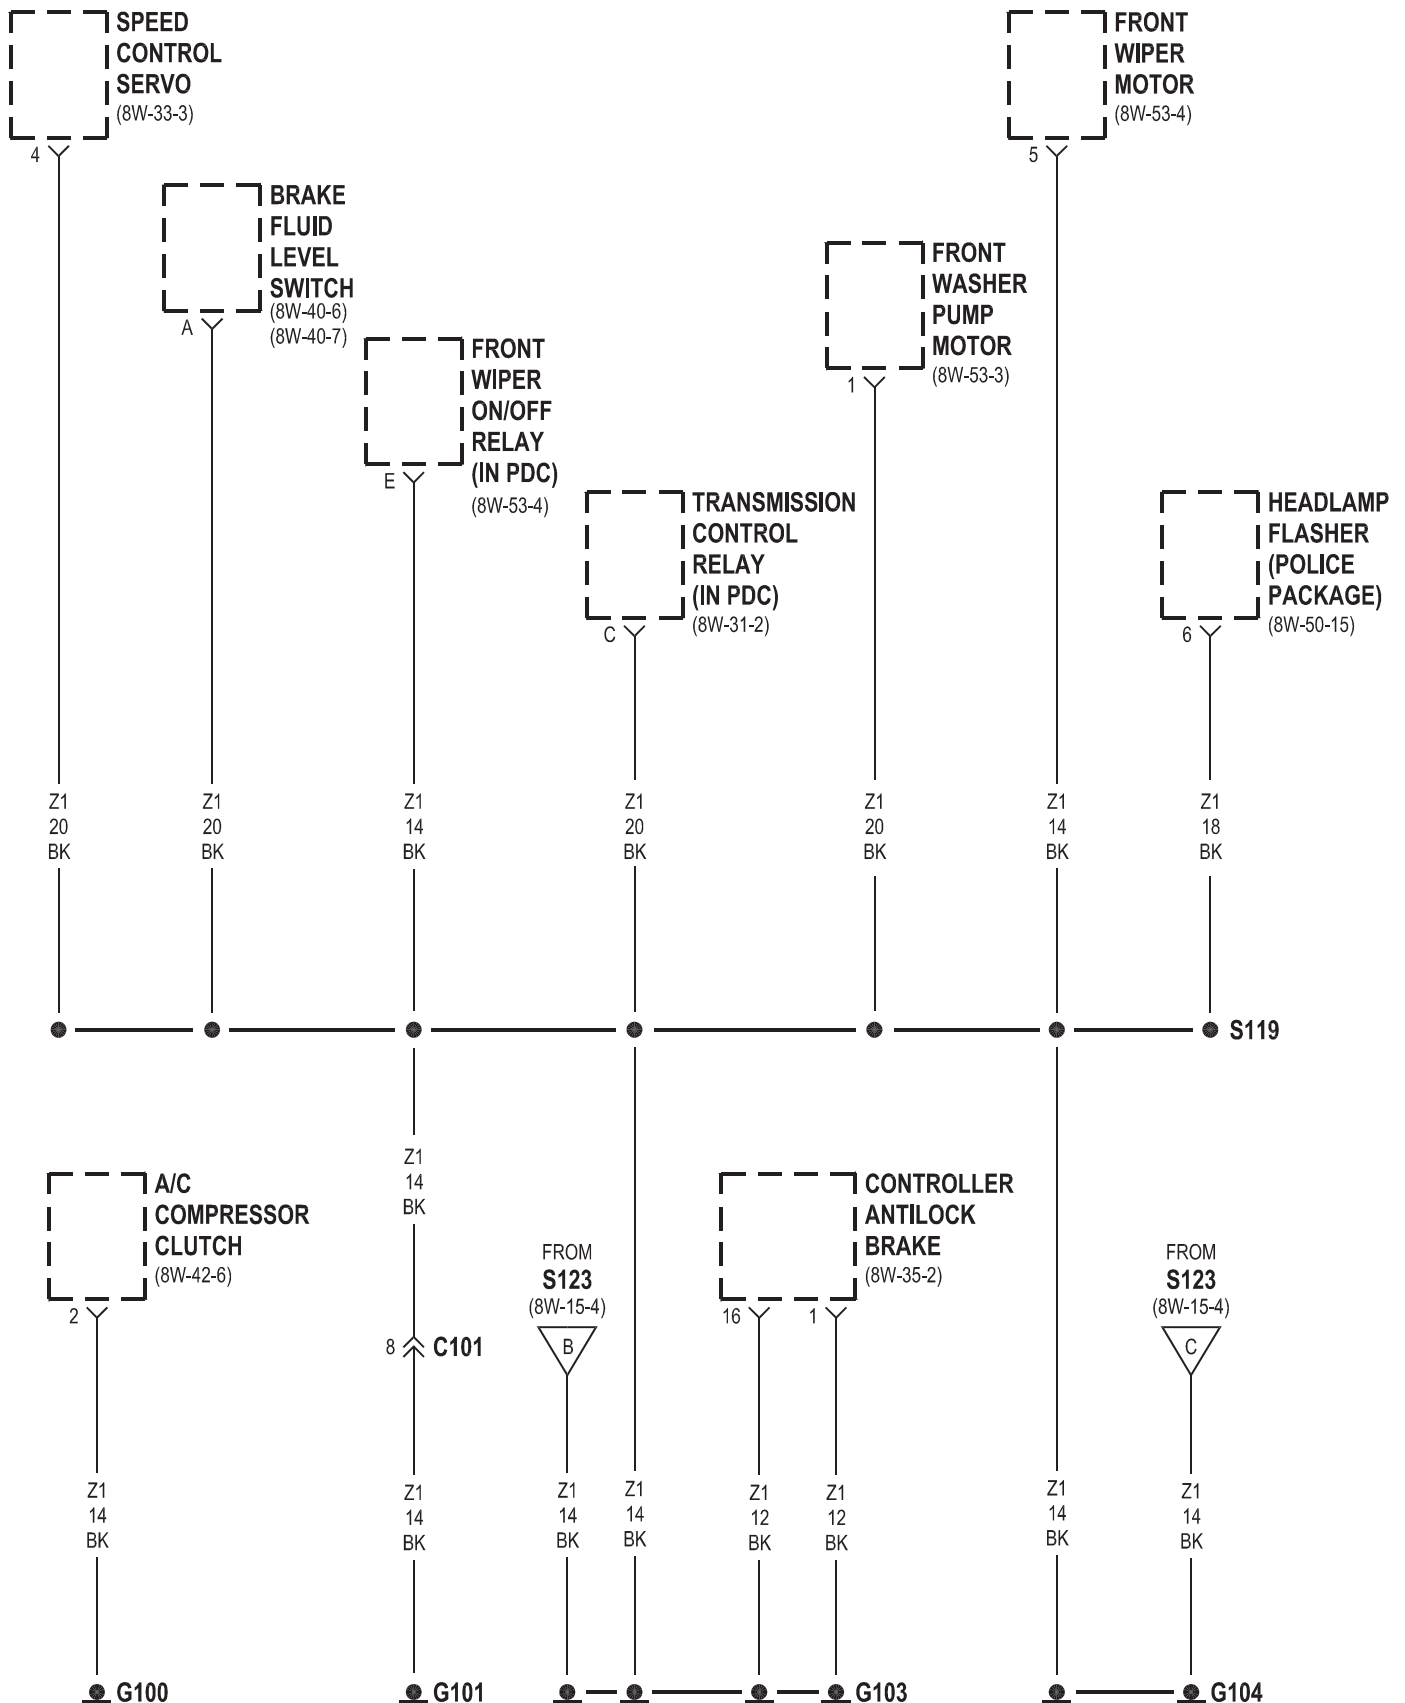 SPEED
CONTROL
SERVO
(8W-33-3)
4
FRONT
WIPER
MOTOR
(8W-53-4)
5
BRAKE
FLUID
LEVEL
SWITCH
(8W-40-6)
(8W-40-7)
A
FRONT
WASHER
PUMP
MOTOR
(8W-53-3)
1
FRONT
WIPER
ON/OFF
RELAY
(IN PDC)
(8W-53-4)
E
TRANSMISSION
CONTROL
RELAY
(IN PDC)
(8W-31-2)
C
HEADLAMP
FLASHER
(POLICE
PACKAGE)
(8W-50-15)
6
Z1
20
BK
Z1
20
BK
Z1
14
BK
Z1
20
BK
Z1
20
BK
Z1
14
BK
Z1
18
BK
S119
A/C
COMPRESSOR
CLUTCH
(8W-42-6)
2
Z1
14
BK
8
C101
FROM
S123
(8W-15-4)
B
CONTROLLER
ANTILOCK
BRAKE
(8W-35-2)
16
1
FROM
S123
(8W-15-4)
C
Z1
14
BK
Z1
14
BK
Z1
14
BK
Z1
14
BK
Z1
12
BK
Z1
12
BK
Z1
14
BK
Z1
14
BK
G100
G101
G103
G104